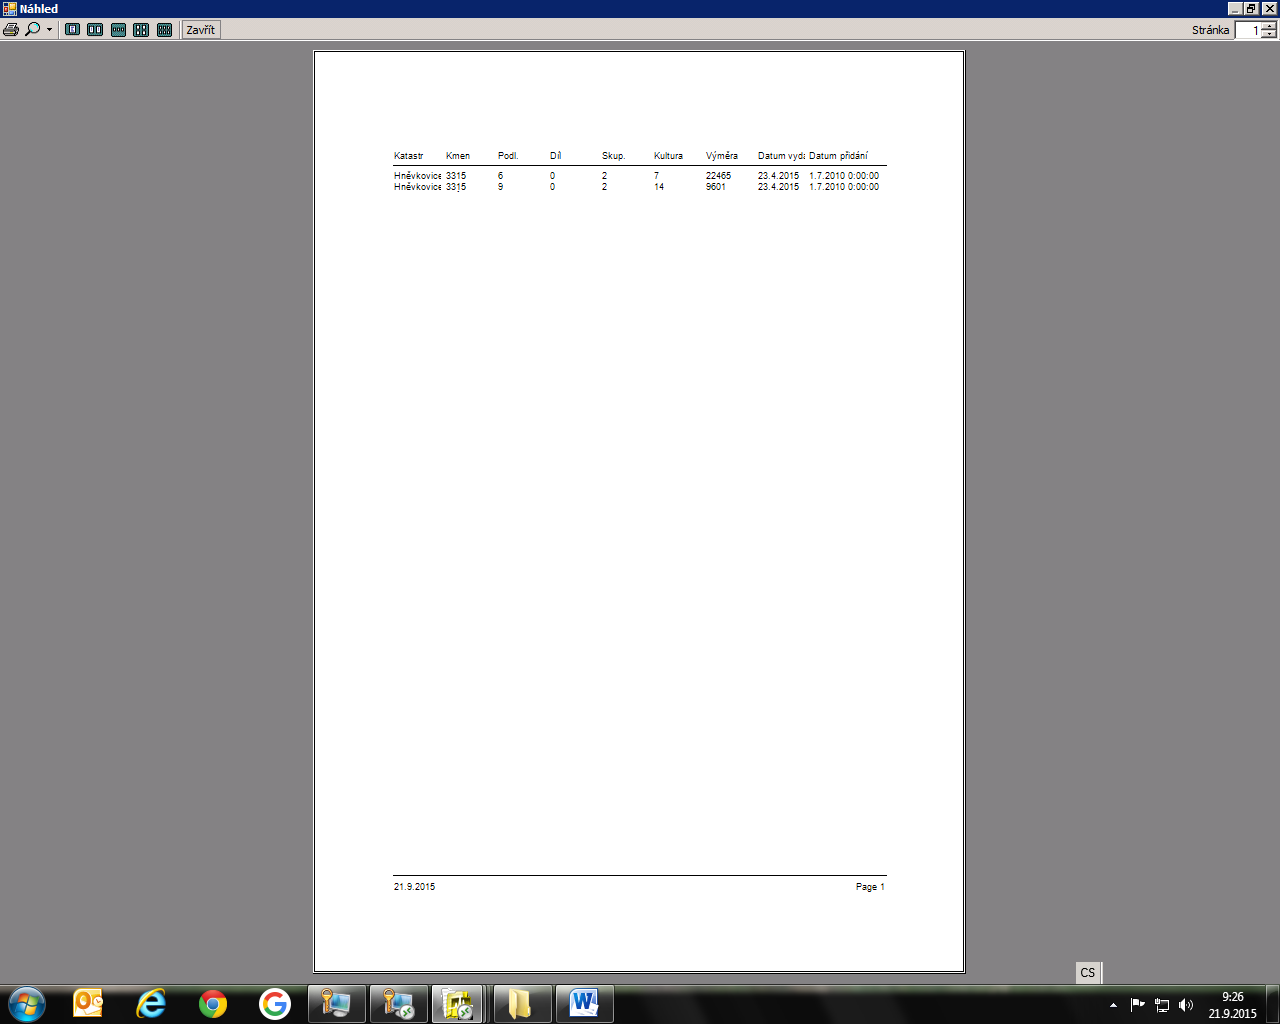 Náhled
Zavřít
Stránka 1
Katastr Kmen Podl. Díl Skup. Kultura Výměra Datum vyda Datum přidání
Hněvkovice 3315 6 0 2 7 22465 23.4.2015 1.7.2010 0:00:00
Hněvkovice 3315 9 0 2 14 9601 23.4.2015 1.7.2010 0:00:00
21.9.2015 Page 1
CS
9:26
21.9.2015